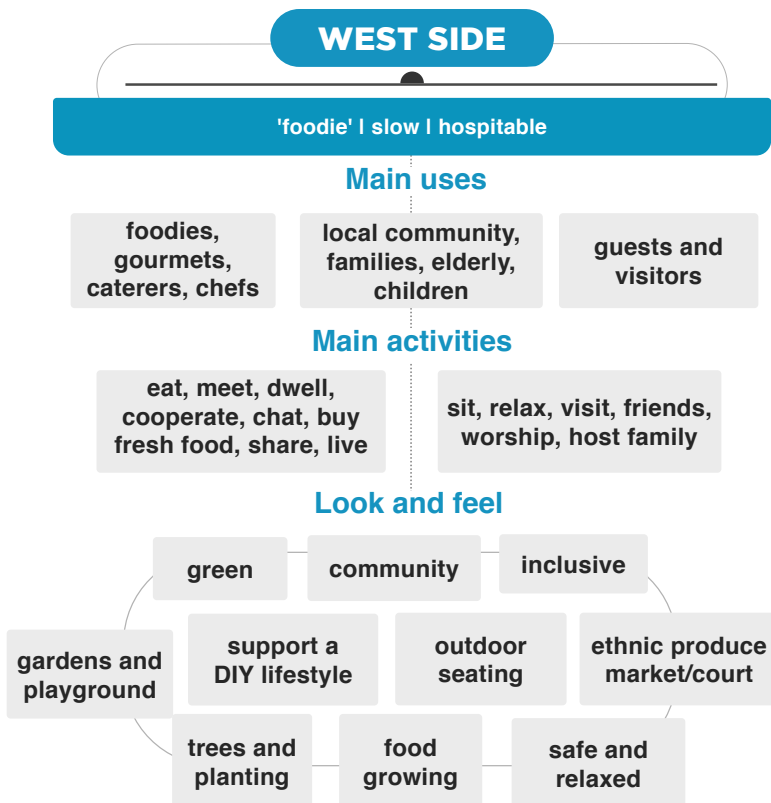 WEST SIDE
'foodie' | slow | hospitable
Main uses
foodies,
gourmets,
caterers, chefs
local community,
families, elderly,
children
guests and
visitors
Main activities
eat, meet, dwell,
cooperate, chat, buy
fresh food, share, live
sit, relax, visit, friends,
worship, host family
Look and feel
green
community
inclusive
gardens and
playground
support a
DIY lifestyle
outdoor
seating
ethnic produce
market/court
trees and
planting
food
growing
safe and
relaxed